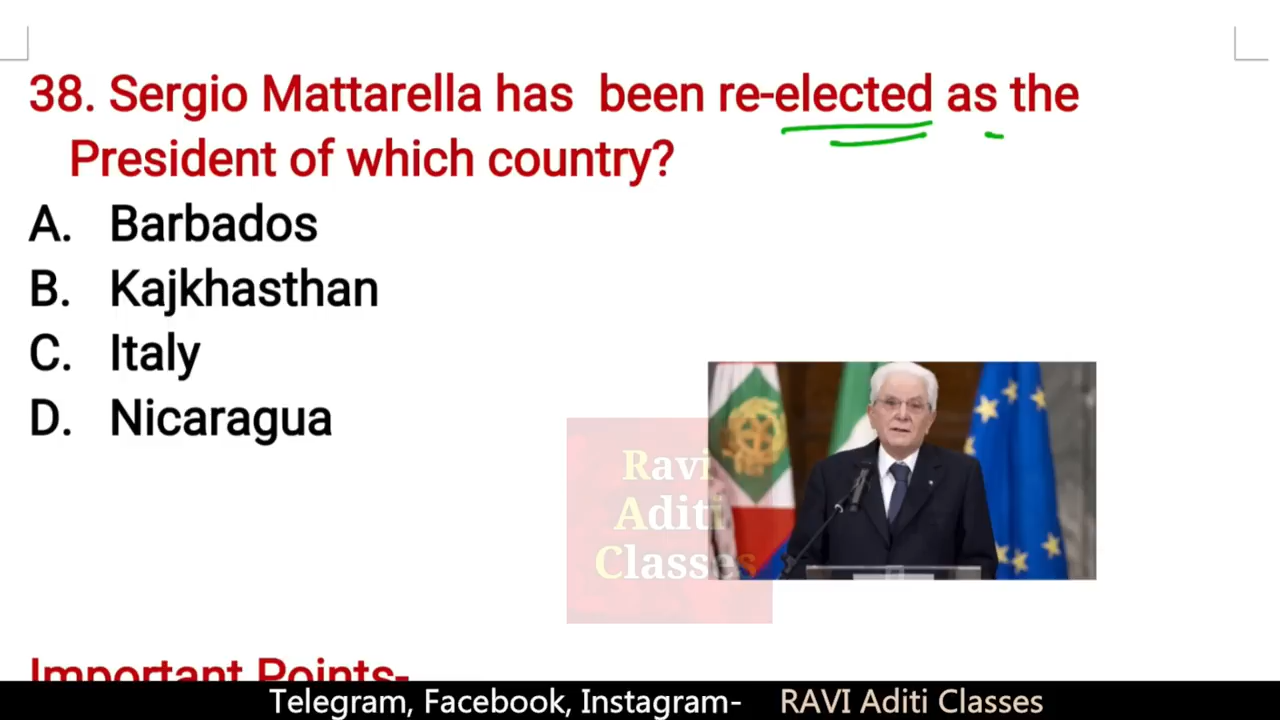 38. Sergio Mattarella has been re-elected as the
President of which country?
A. Barbados
B. Kajkhasthan
C. Italy
D. Nicaragua
Ravi
Aditi
Classes
Important Points-
Telegram, Facebook, Instagram- RAVI Aditi Classes